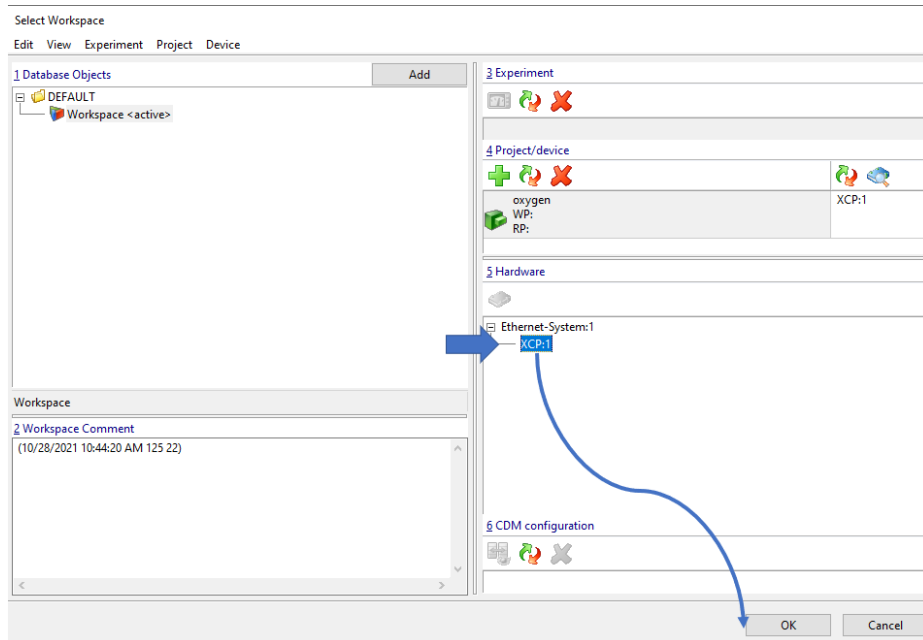 Select Workspace
Edit View Experiment Project Device
1 Database Objects
Add
DEFAULT
Workspace <active>
Workspace
2 Workspace Comment
(10/28/2021 10:44:20 AM 125 22)
3 Experiment
4 Project/device
oxygen
WP:
RP:
XCP:1
5 Hardware
Ethernet-System:1
XCP:1
6 CDM configuration
OK Cancel